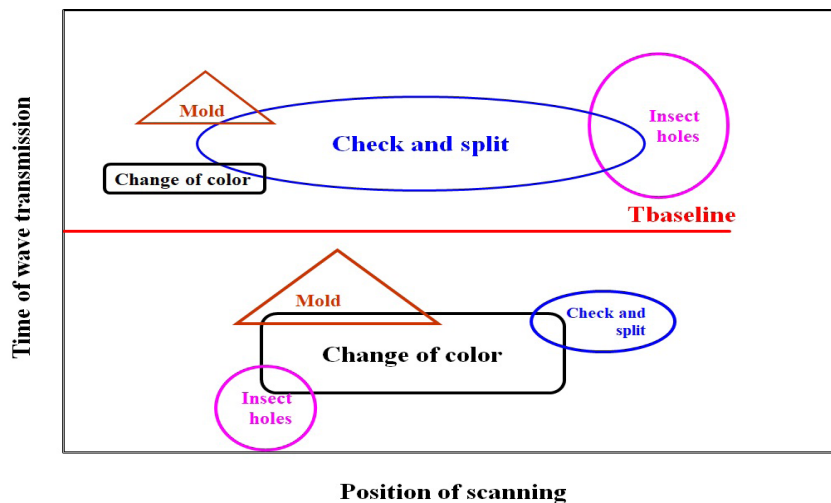 Time of wave transmission
Mold
Check and split
Insect
holes
Change of color
Tbaseline
Mold
Check and
split
Change of color
Insect
holes
Position of scanning